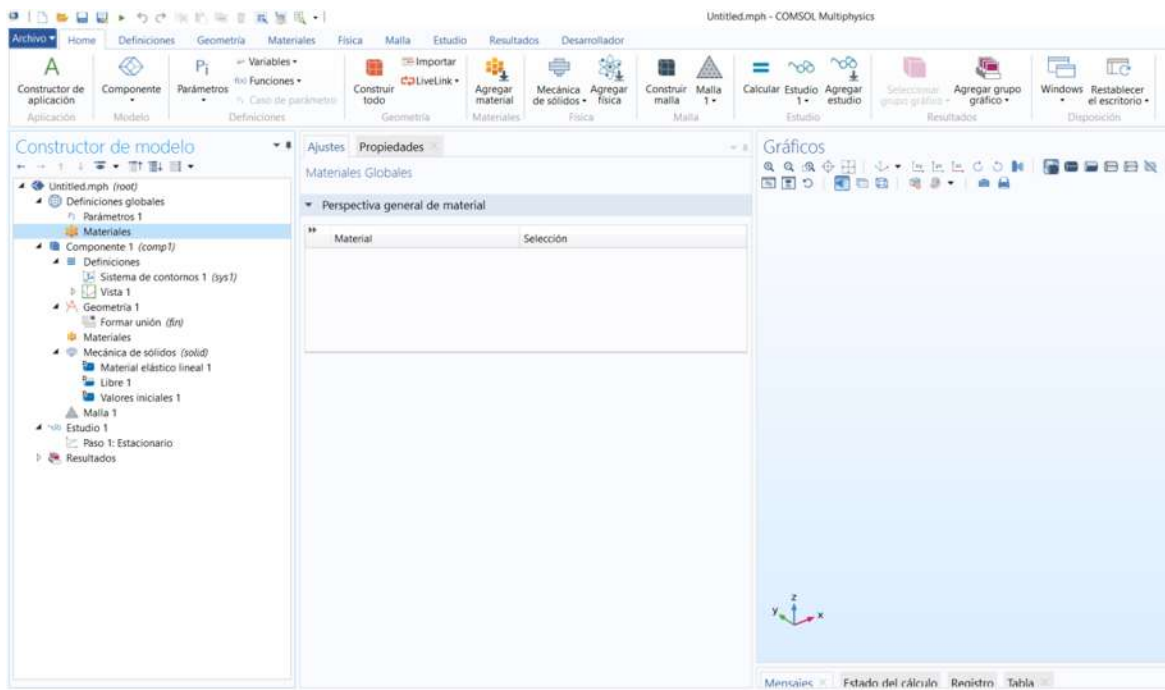 Untitled.mph - COMSOL Multiphysics
Archivo Home Definiciones Geometría Materiales Física Malla Estudio Resultados Desarrollador
Constructor de aplicación
Aplicación
Componente
Modelo
Pi
Parámetros
Variables
f(x) Funciones
Caso de parámetro
Definiciones
Construir todo
Importar
LiveLink
Geometría
Agregar material
Materiales
Mecánica de sólidos
Agregar física
Física
Construir malla
Malla 1
Malla
Calcular
Estudio 1
Agregar estudio
Estudio
Seleccionar grupo gráfico
Agregar grupo gráfico
Resultados
Windows
Restablecer el escritorio
Disposición
Constructor de modelo
Untitled.mph (root)
Definiciones globales
Parámetros 1
Materiales
Componente 1 (comp1)
Definiciones
Sistema de contornos 1 (sys1)
Vista 1
Geometría 1
Formar unión (fin)
Materiales
Mecánica de sólidos (solid)
Material elástico lineal 1
Libre 1
Valores iniciales 1
Malla 1
Estudio 1
Paso 1: Estacionario
Resultados
Ajustes Propiedades
Materiales Globales
Perspectiva general de material
Material Selección
Gráficos
z
y
x
Mensajes Estado del cálculo Registro Tabla